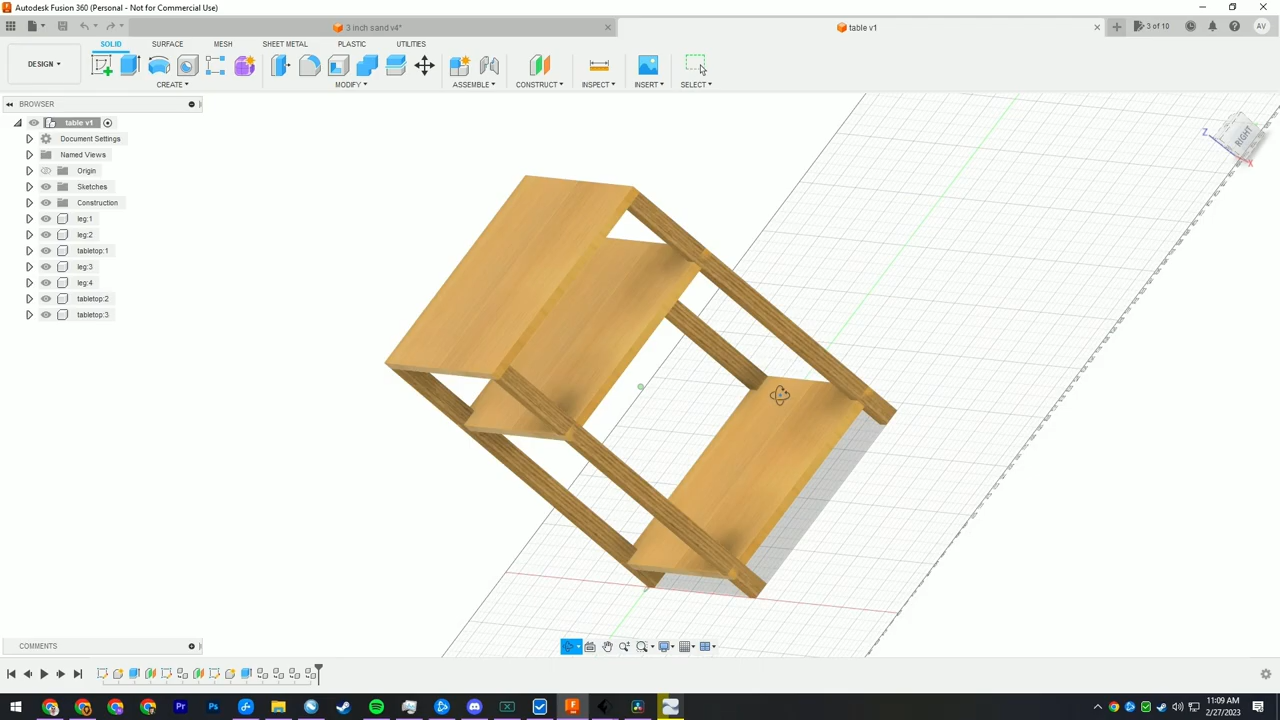 Autodesk Fusion 360 (Personal - Not for Commercial Use)
3 inch sand v4*
table v1
3 of 10
AV
DESIGN
SOLID
SURFACE
MESH
SHEET METAL
PLASTIC
UTILITIES
CREATE
MODIFY
ASSEMBLE
CONSTRUCT
INSPECT
INSERT
SELECT
BROWSER
table v1
Document Settings
Named Views
Origin
Sketches
Construction
leg:1
leg:2
tabletop:1
leg:3
leg:4
tabletop:2
tabletop:3
Z
RIGHT
X
COMMENTS
Pr
Ps
11:09 AM
2/27/2023